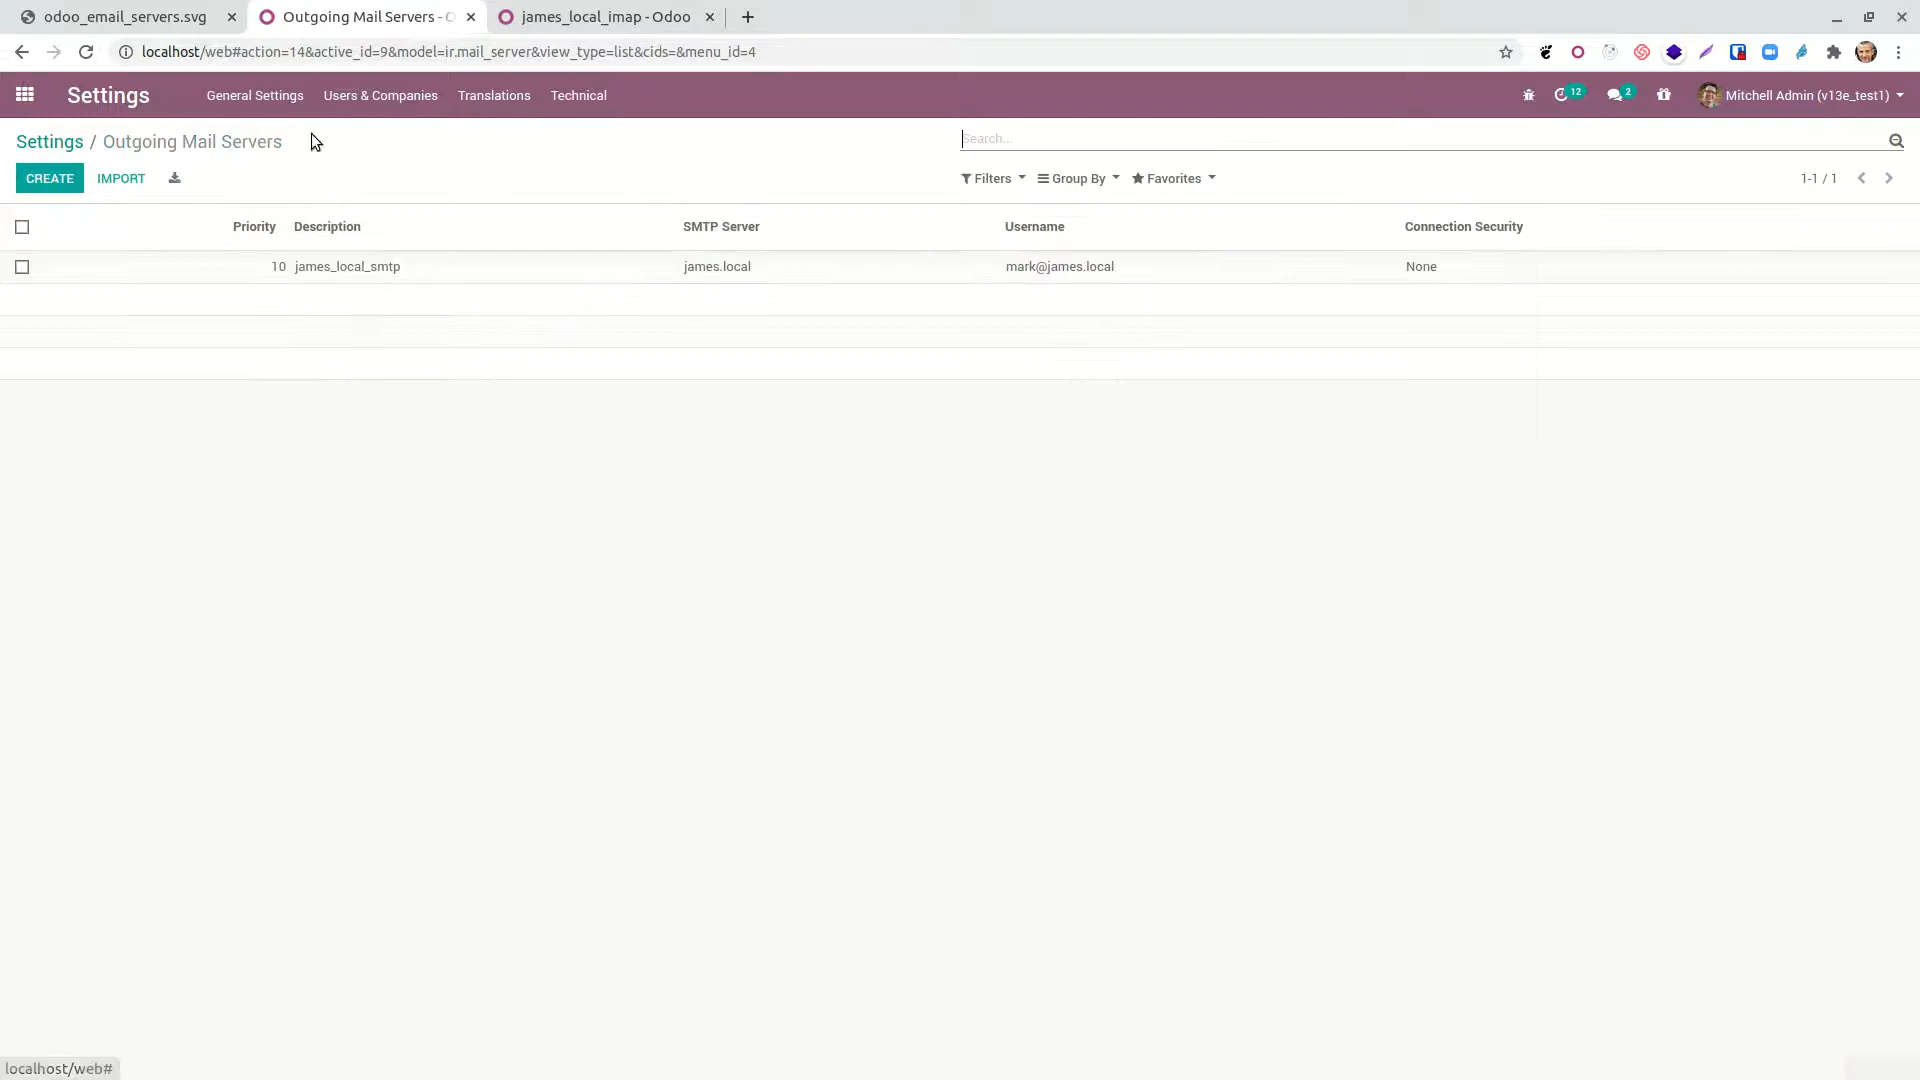 odoo_email_servers.svg
Outgoing Mail Servers - O
james_local_imap - Odoo
localhost/web#action=14&active_id=9&model=ir.mail_server&view_type=list&cids=&menu_id=4
Settings General Settings Users & Companies Translations Technical 12 2 Mitchell Admin (v13e_test1)
Settings / Outgoing Mail Servers
Search...
CREATE IMPORT Filters Group By Favorites 1-1 / 1
Priority Description SMTP Server Username Connection Security
10 james_local_smtp james.local mark@james.local None
localhost/web#